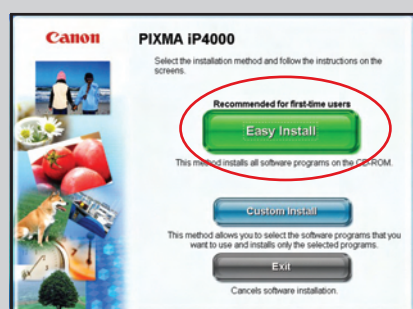 Canon
PIXMA iP4000
Select the installation method and follow the instructions on the
screens.
Recommended for first-time users
Easy Install
This method installs all software programs on the CD-ROM.
Custom Install
This method allows you to select the software programs that you
want to use and installs only the selected programs.
Exit
Cancels software installation.